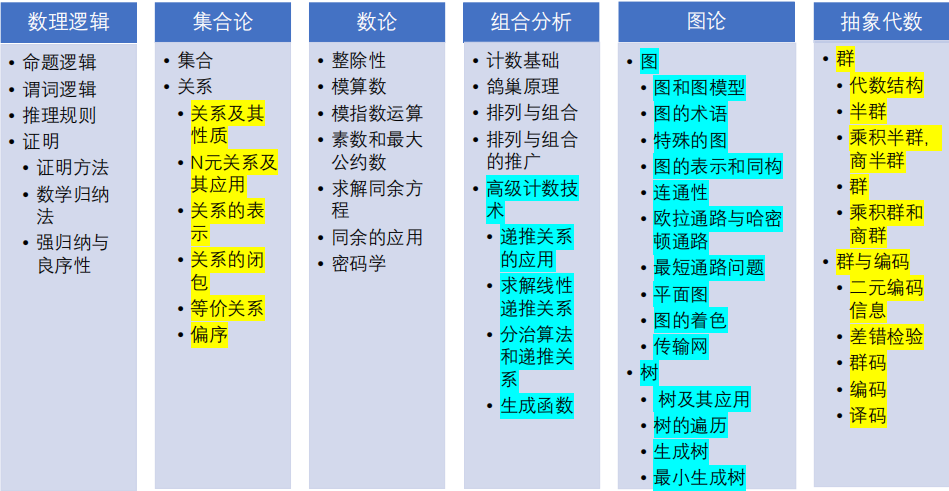 数理逻辑
命题逻辑
谓词逻辑
推理规则
证明
证明方法
数学归纳
法
强归纳与
良序性
集合论
集合
关系
关系及其
性质
N元关系及
其应用
关系的表
示
关系的闭
包
等价关系
偏序
数论
整除性
模算数
模指数运算
素数和最大
公约数
求解同余方
程
同余的应用
密码学
组合分析
计数基础
鸽巢原理
排列与组合
排列与组合
的推广
高级计数技
术
递推关系
的应用
求解线性
递推关系
分治算法
和递推关
系
生成函数
图论
图
图和图模型
图的术语
特殊的图
图的表示和同构
连通性
欧拉通路与哈密
顿通路
最短通路问题
平面图
图的着色
传输网
树
树及其应用
树的遍历
生成树
最小生成树
抽象代数
群
代数结构
半群
乘积半群，
商半群
群
乘积群和
商群
群与编码
二元编码
信息
差错检验
群码
编码
译码